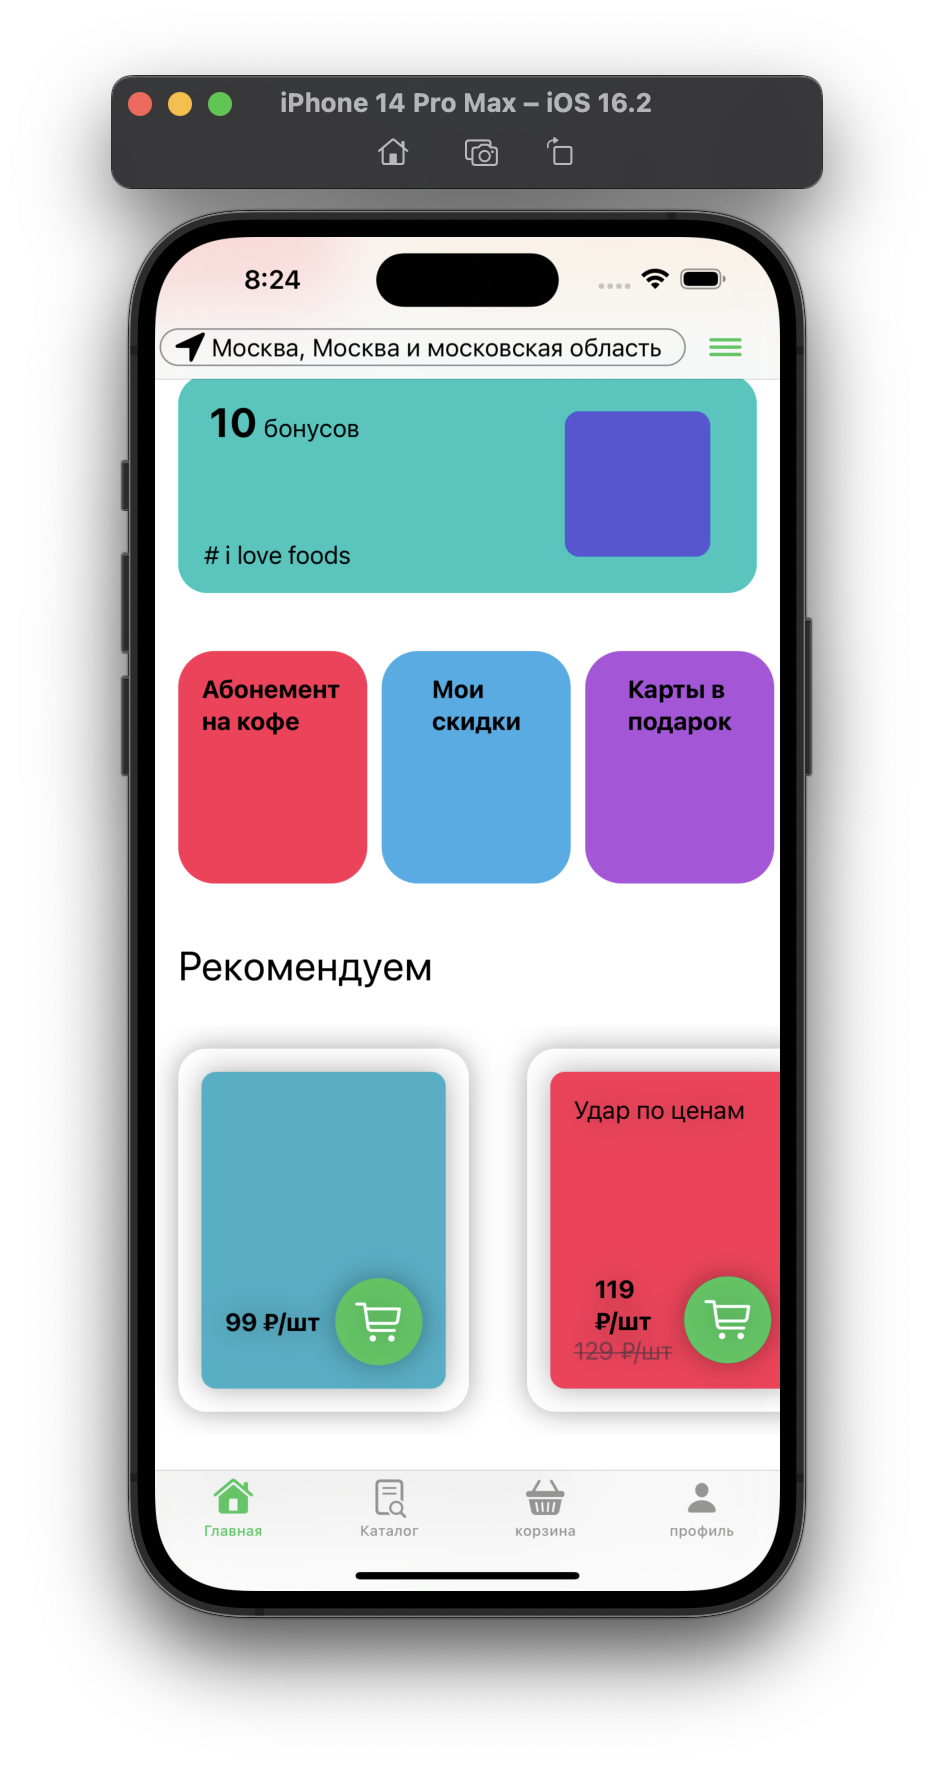 iPhone 14 Pro Max – iOS 16.2
8:24
Москва, Москва и московская область
10 бонусов
# i love foods
Абонемент
на кофе
Мои
скидки
Карты в
подарок
Рекомендуем
99 ₽/шт
Удар по ценам
119
₽/шт
129 ₽/шт
Главная
Каталог
корзина
профиль